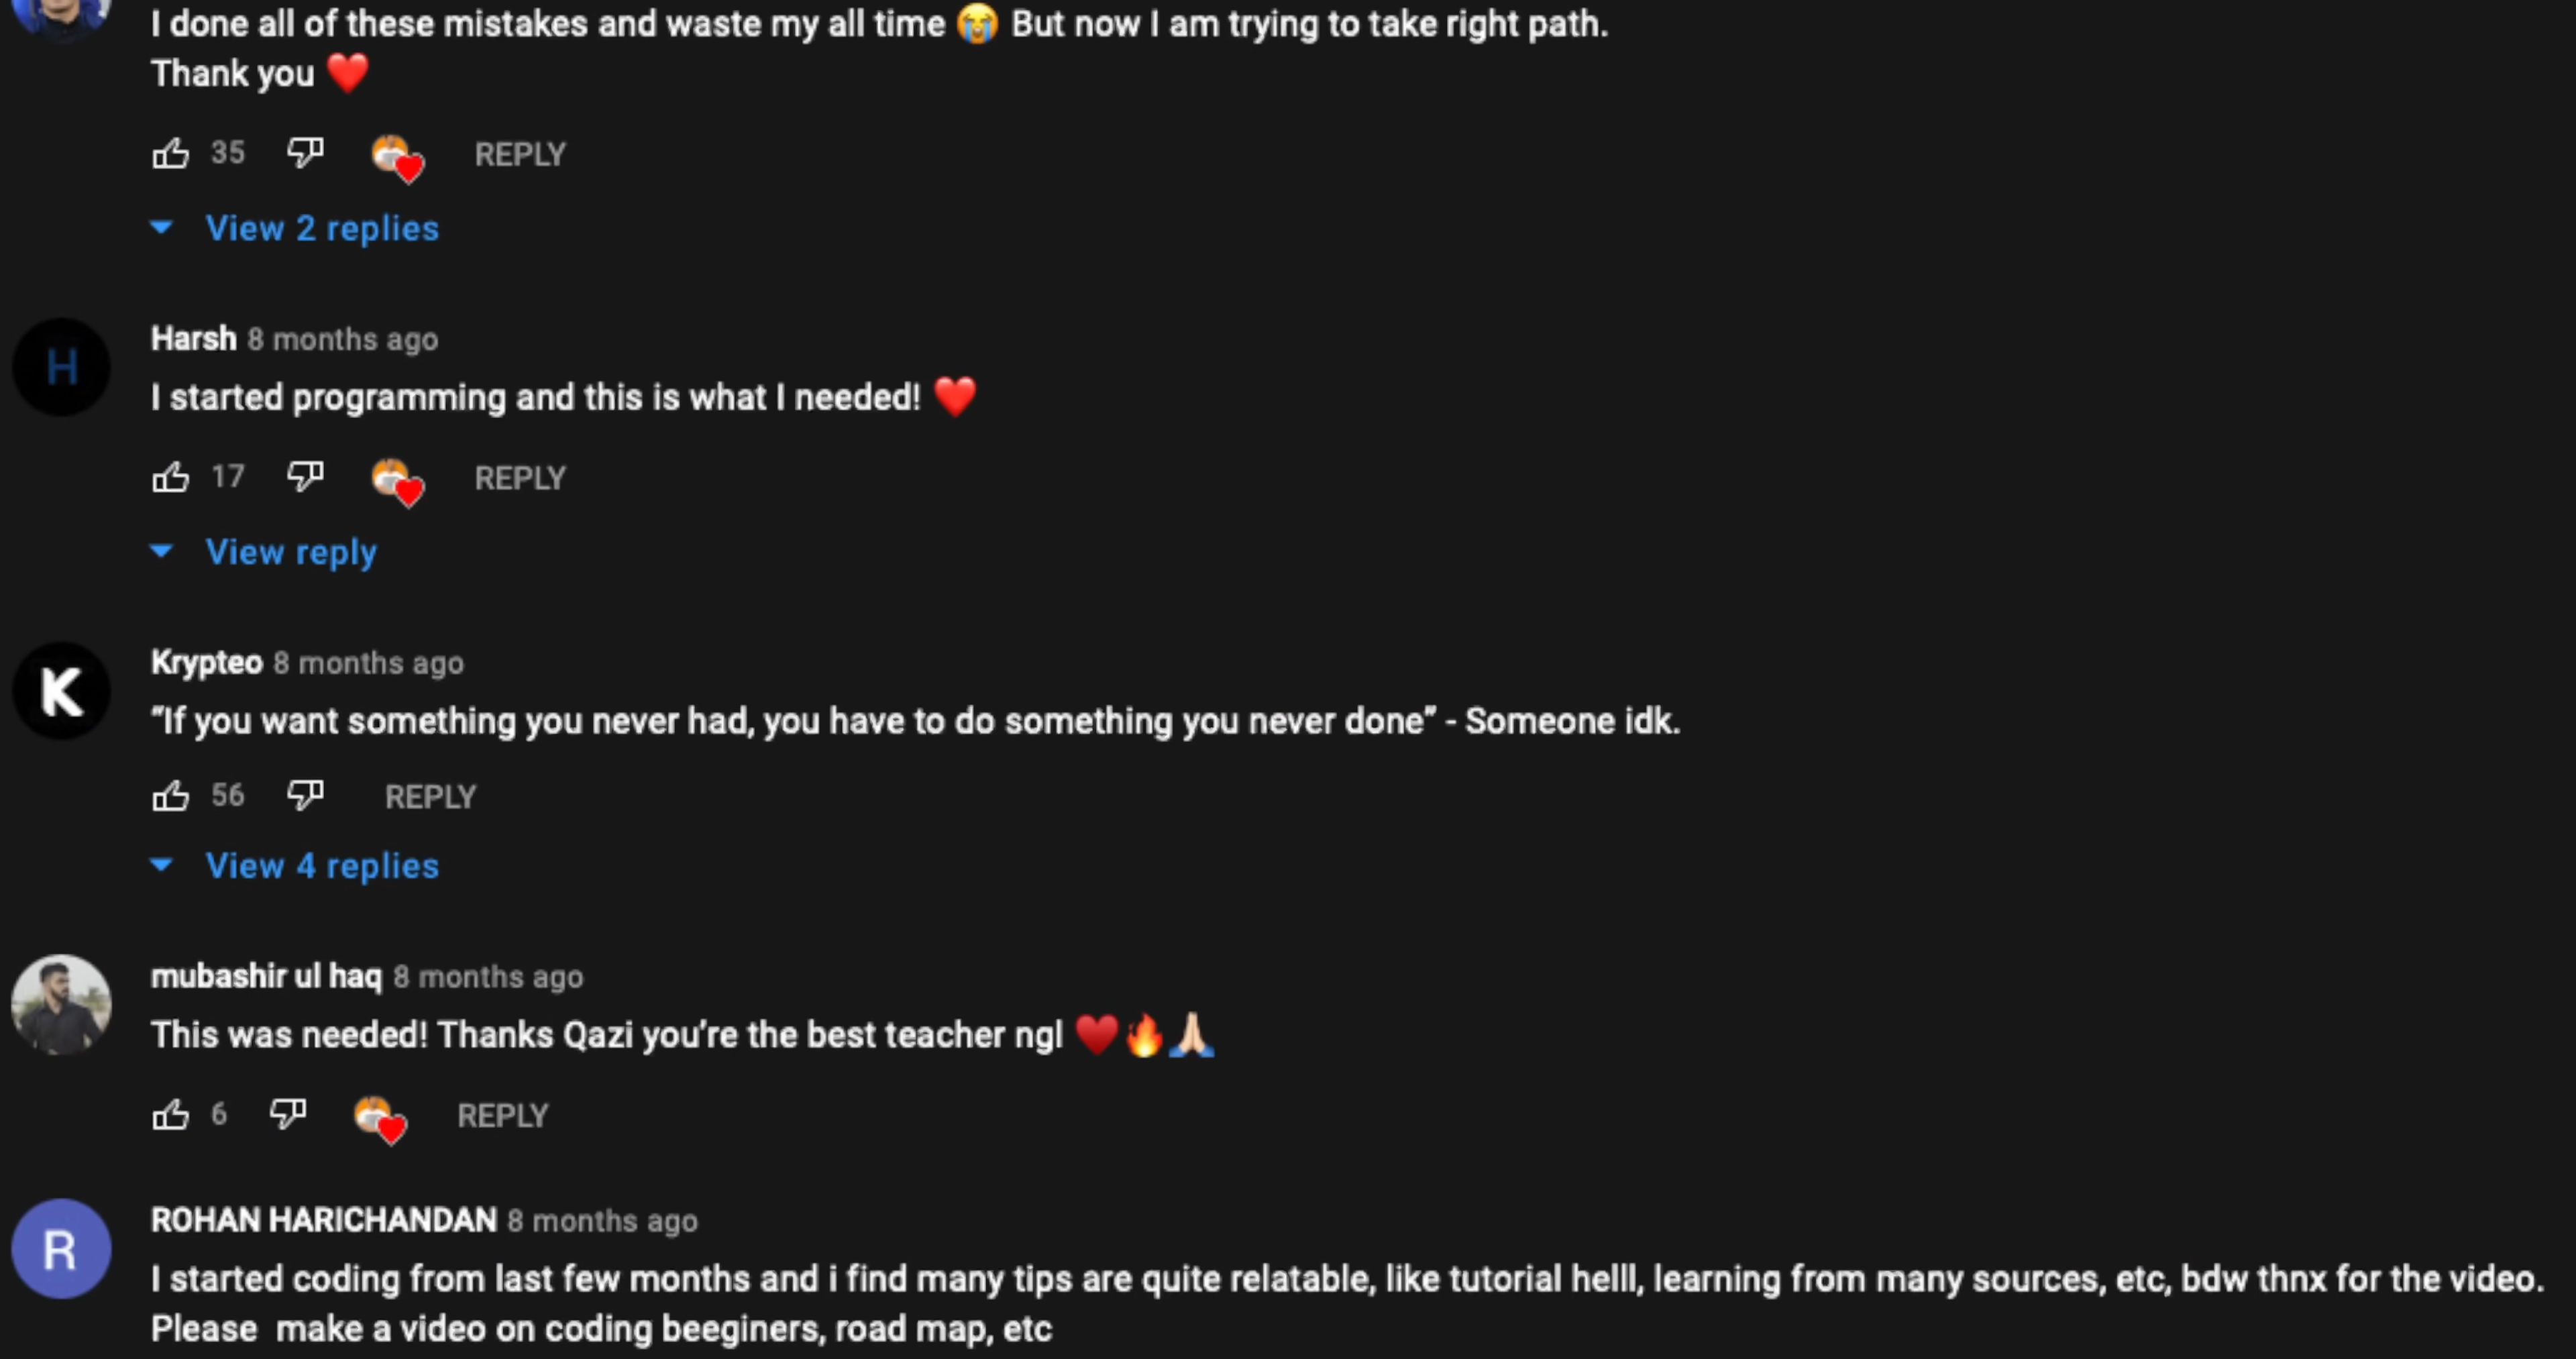 I done all of these mistakes and waste my all time 😭 But now I am trying to take right path.
Thank you ❤️
35 REPLY
View 2 replies
H
Harsh 8 months ago
I started programming and this is what I needed! ❤️
17 REPLY
View reply
K
Krypteo 8 months ago
“If you want something you never had, you have to do something you never done” - Someone idk.
56 REPLY
View 4 replies
mubashir ul haq 8 months ago
This was needed! Thanks Qazi you’re the best teacher ngl ♥️🔥🙏🏻
6 REPLY
R
ROHAN HARICHANDAN 8 months ago
I started coding from last few months and i find many tips are quite relatable, like tutorial helll, learning from many sources, etc, bdw thnx for the video.
Please  make a video on coding beeginers, road map, etc